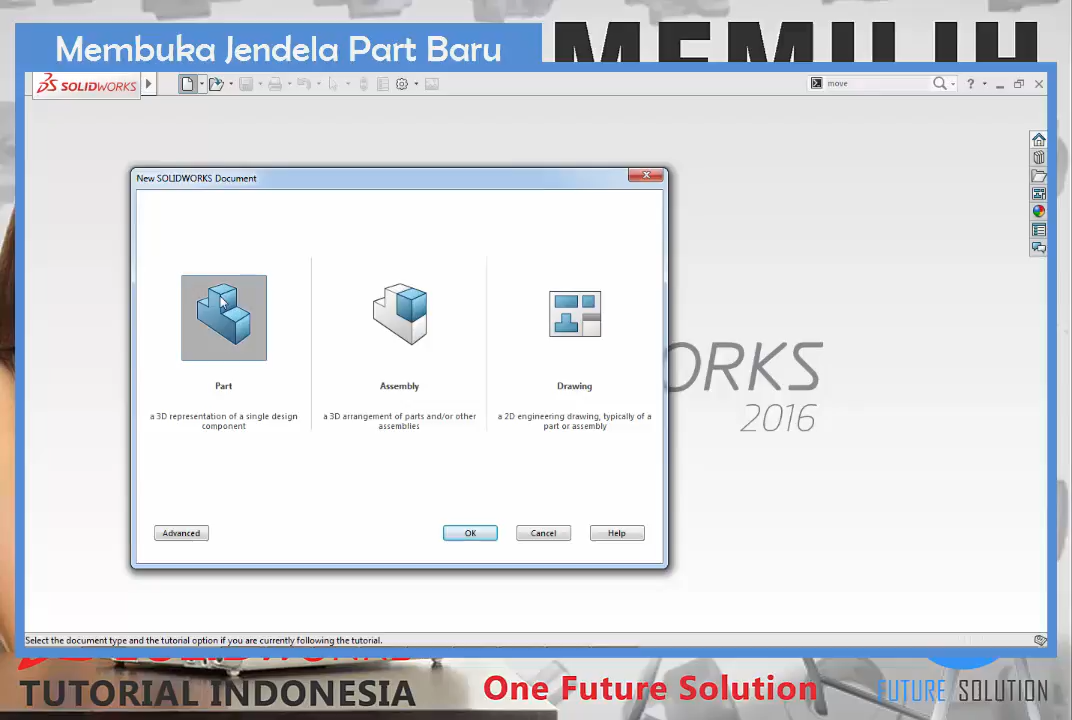 MEMILIH
Membuka Jendela Part Baru
SOLIDWORKS
move
New SOLIDWORKS Document
ORKS
2016
Part
Assembly
Drawing
a 3D representation of a single design
component
a 3D arrangement of parts and/or other
assemblies
a 2D engineering drawing, typically of a
part or assembly
Advanced
OK
Cancel
Help
Select the document type and the tutorial option if you are currently following the tutorial.
TUTORIAL INDONESIA
One Future Solution
FUTURE SOLUTION